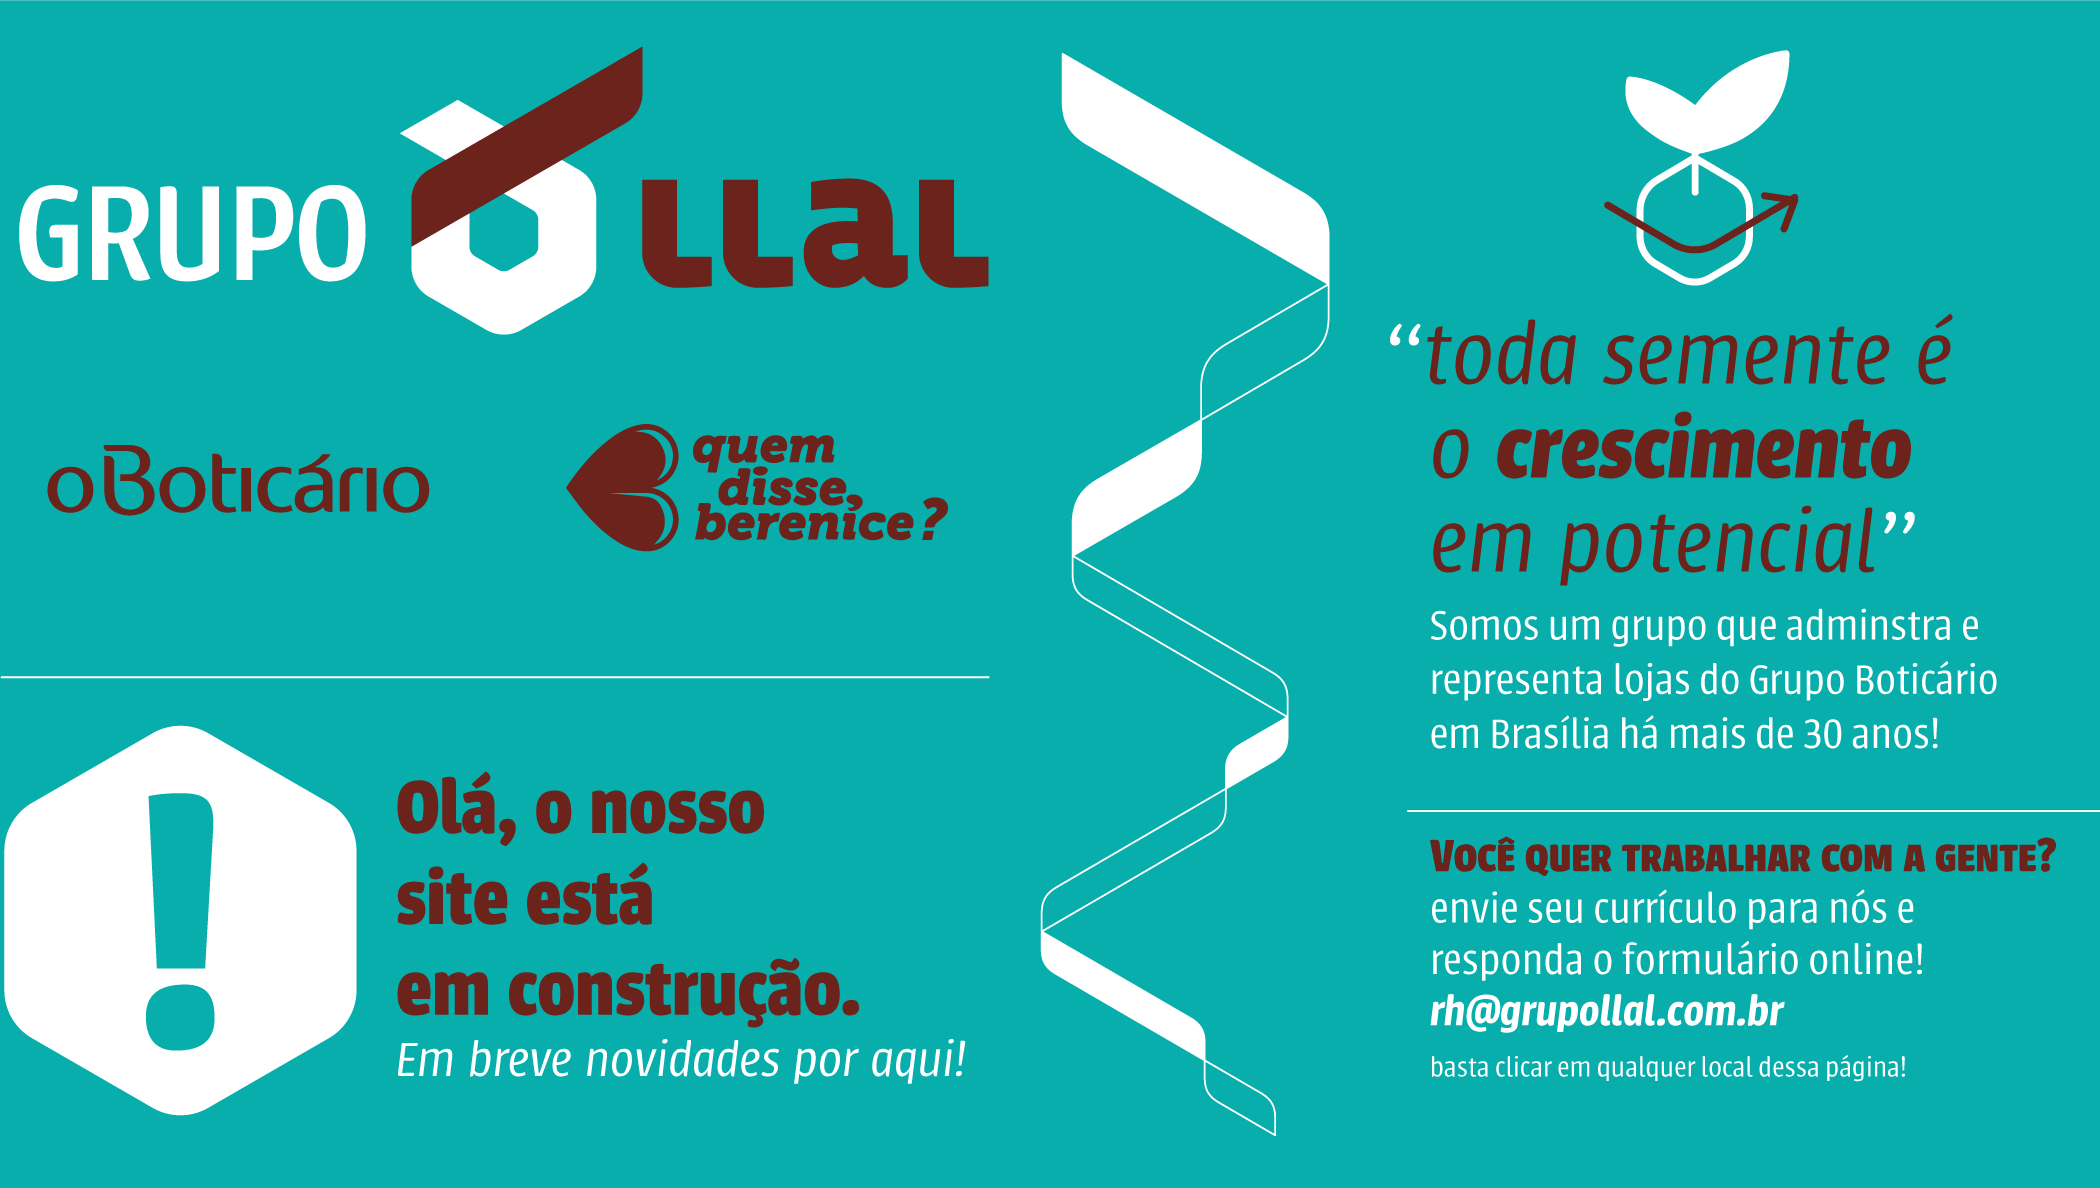 GRUPO llal
oBoticário
quem
disse,
berenice?
Olá, o nosso
site está
em construção.
Em breve novidades por aqui!
“toda semente é
o crescimento
em potencial”
Somos um grupo que adminstra e
representa lojas do Grupo Boticário
em Brasília há mais de 30 anos!
VOCÊ QUER TRABALHAR COM A GENTE?
envie seu currículo para nós e
responda o formulário online!
rh@grupollal.com.br
basta clicar em qualquer local dessa página!